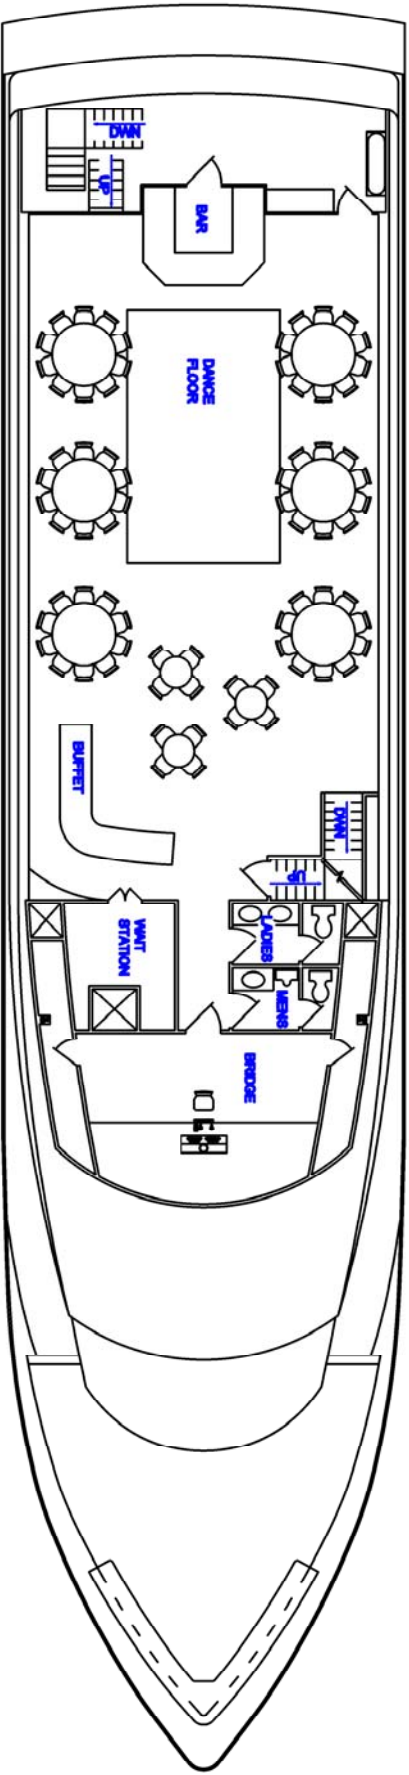 DWN
UP
BAR
DANCE
FLOOR
BUFFET
DWN
UP
WAIT
STATION
LADIES
MENS
BRIDGE